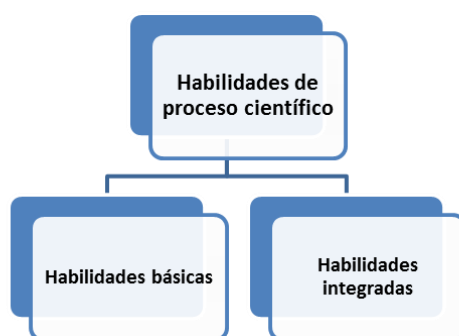 Habilidades de
proceso científico
Habilidades básicas
Habilidades
integradas